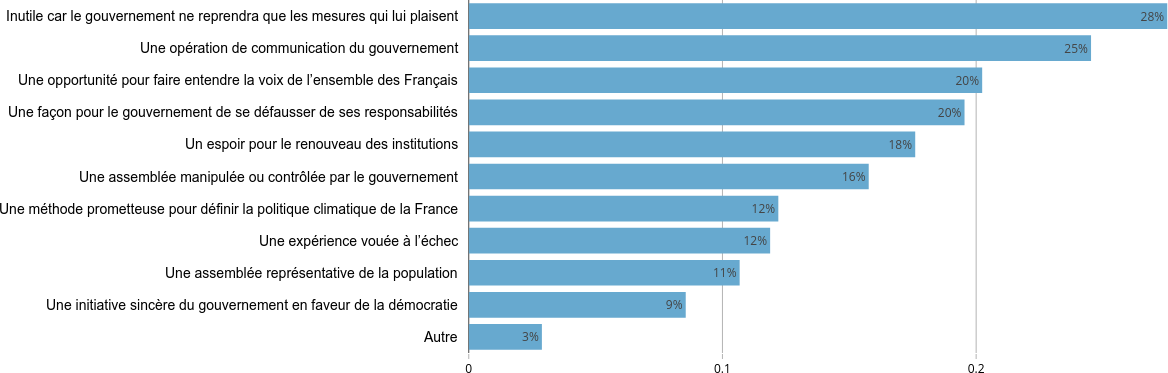 Inutile car le gouvernement ne reprendra que les mesures qui lui plaisent 28%
Une opération de communication du gouvernement 25%
Une opportunité pour faire entendre la voix de l'ensemble des Français 20%
Une façon pour le gouvernement de se défausser de ses responsabilités 20%
Un espoir pour le renouveau des institutions 18%
Une assemblée manipulée ou contrôlée par le gouvernement 16%
Une méthode prometteuse pour définir la politique climatique de la France 12%
Une expérience vouée à l'échec 12%
Une assemblée représentative de la population 11%
Une initiative sincère du gouvernement en faveur de la démocratie 9%
Autre 3%
0 0.1 0.2